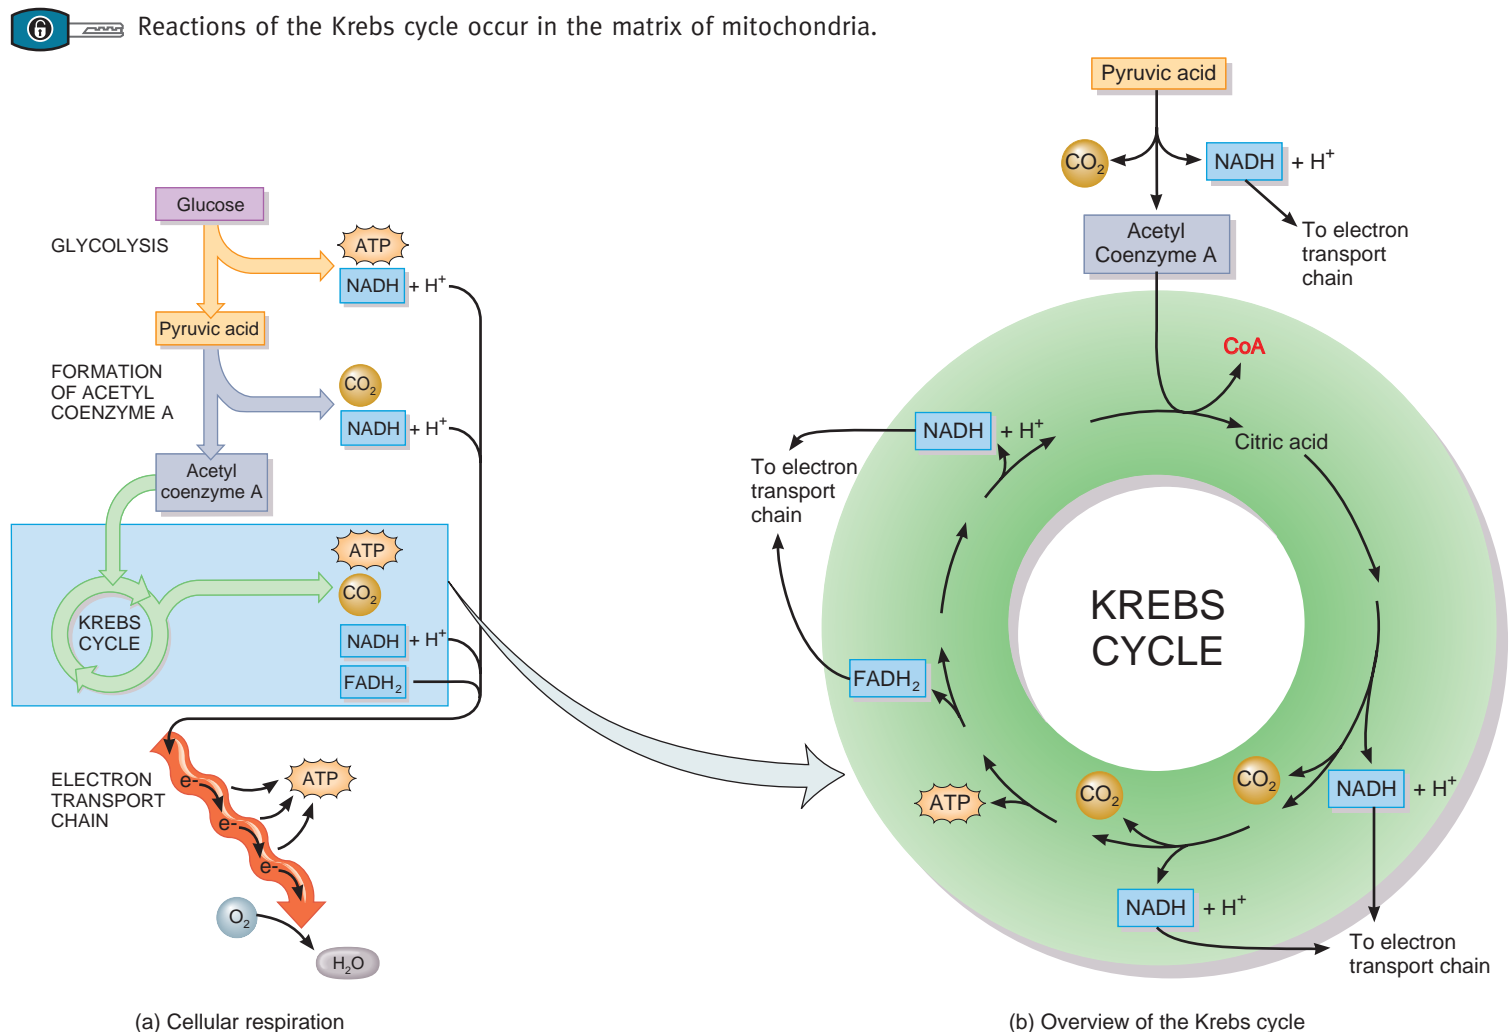 Reactions of the Krebs cycle occur in the matrix of mitochondria.
Glucose
GLYCOLYSIS
ATP
NADH + H+
Pyruvic acid
FORMATION
OF ACETYL
COENZYME A
CO2
NADH + H+
Acetyl
coenzyme A
ATP
CO2
KREBS
CYCLE
NADH + H+
FADH2
ELECTRON
TRANSPORT
CHAIN
e-
e-
e-
ATP
O2
H2O
(a) Cellular respiration
Pyruvic acid
CO2
NADH + H+
To electron
transport
chain
Acetyl
Coenzyme A
CoA
Citric acid
NADH + H+
To electron
transport
chain
KREBS
CYCLE
FADH2
ATP
CO2
CO2
NADH + H+
NADH + H+
To electron
transport chain
(b) Overview of the Krebs cycle